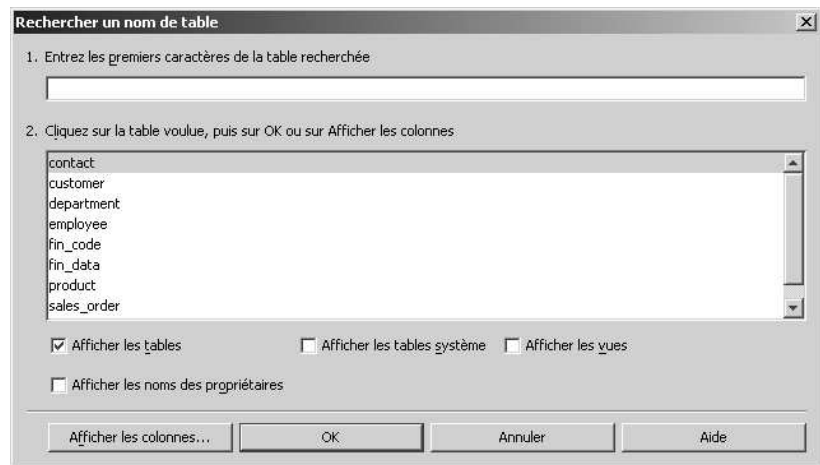 Rechercher un nom de table
1. Entrez les premiers caractères de la table recherchée
2. Cliquez sur la table voulue, puis sur OK ou sur Afficher les colonnes
contact
customer
department
employee
fin_code
fin_data
product
sales_order
Afficher les tables Afficher les tables système Afficher les vues
Afficher les noms des propriétaires
Afficher les colonnes... OK Annuler Aide